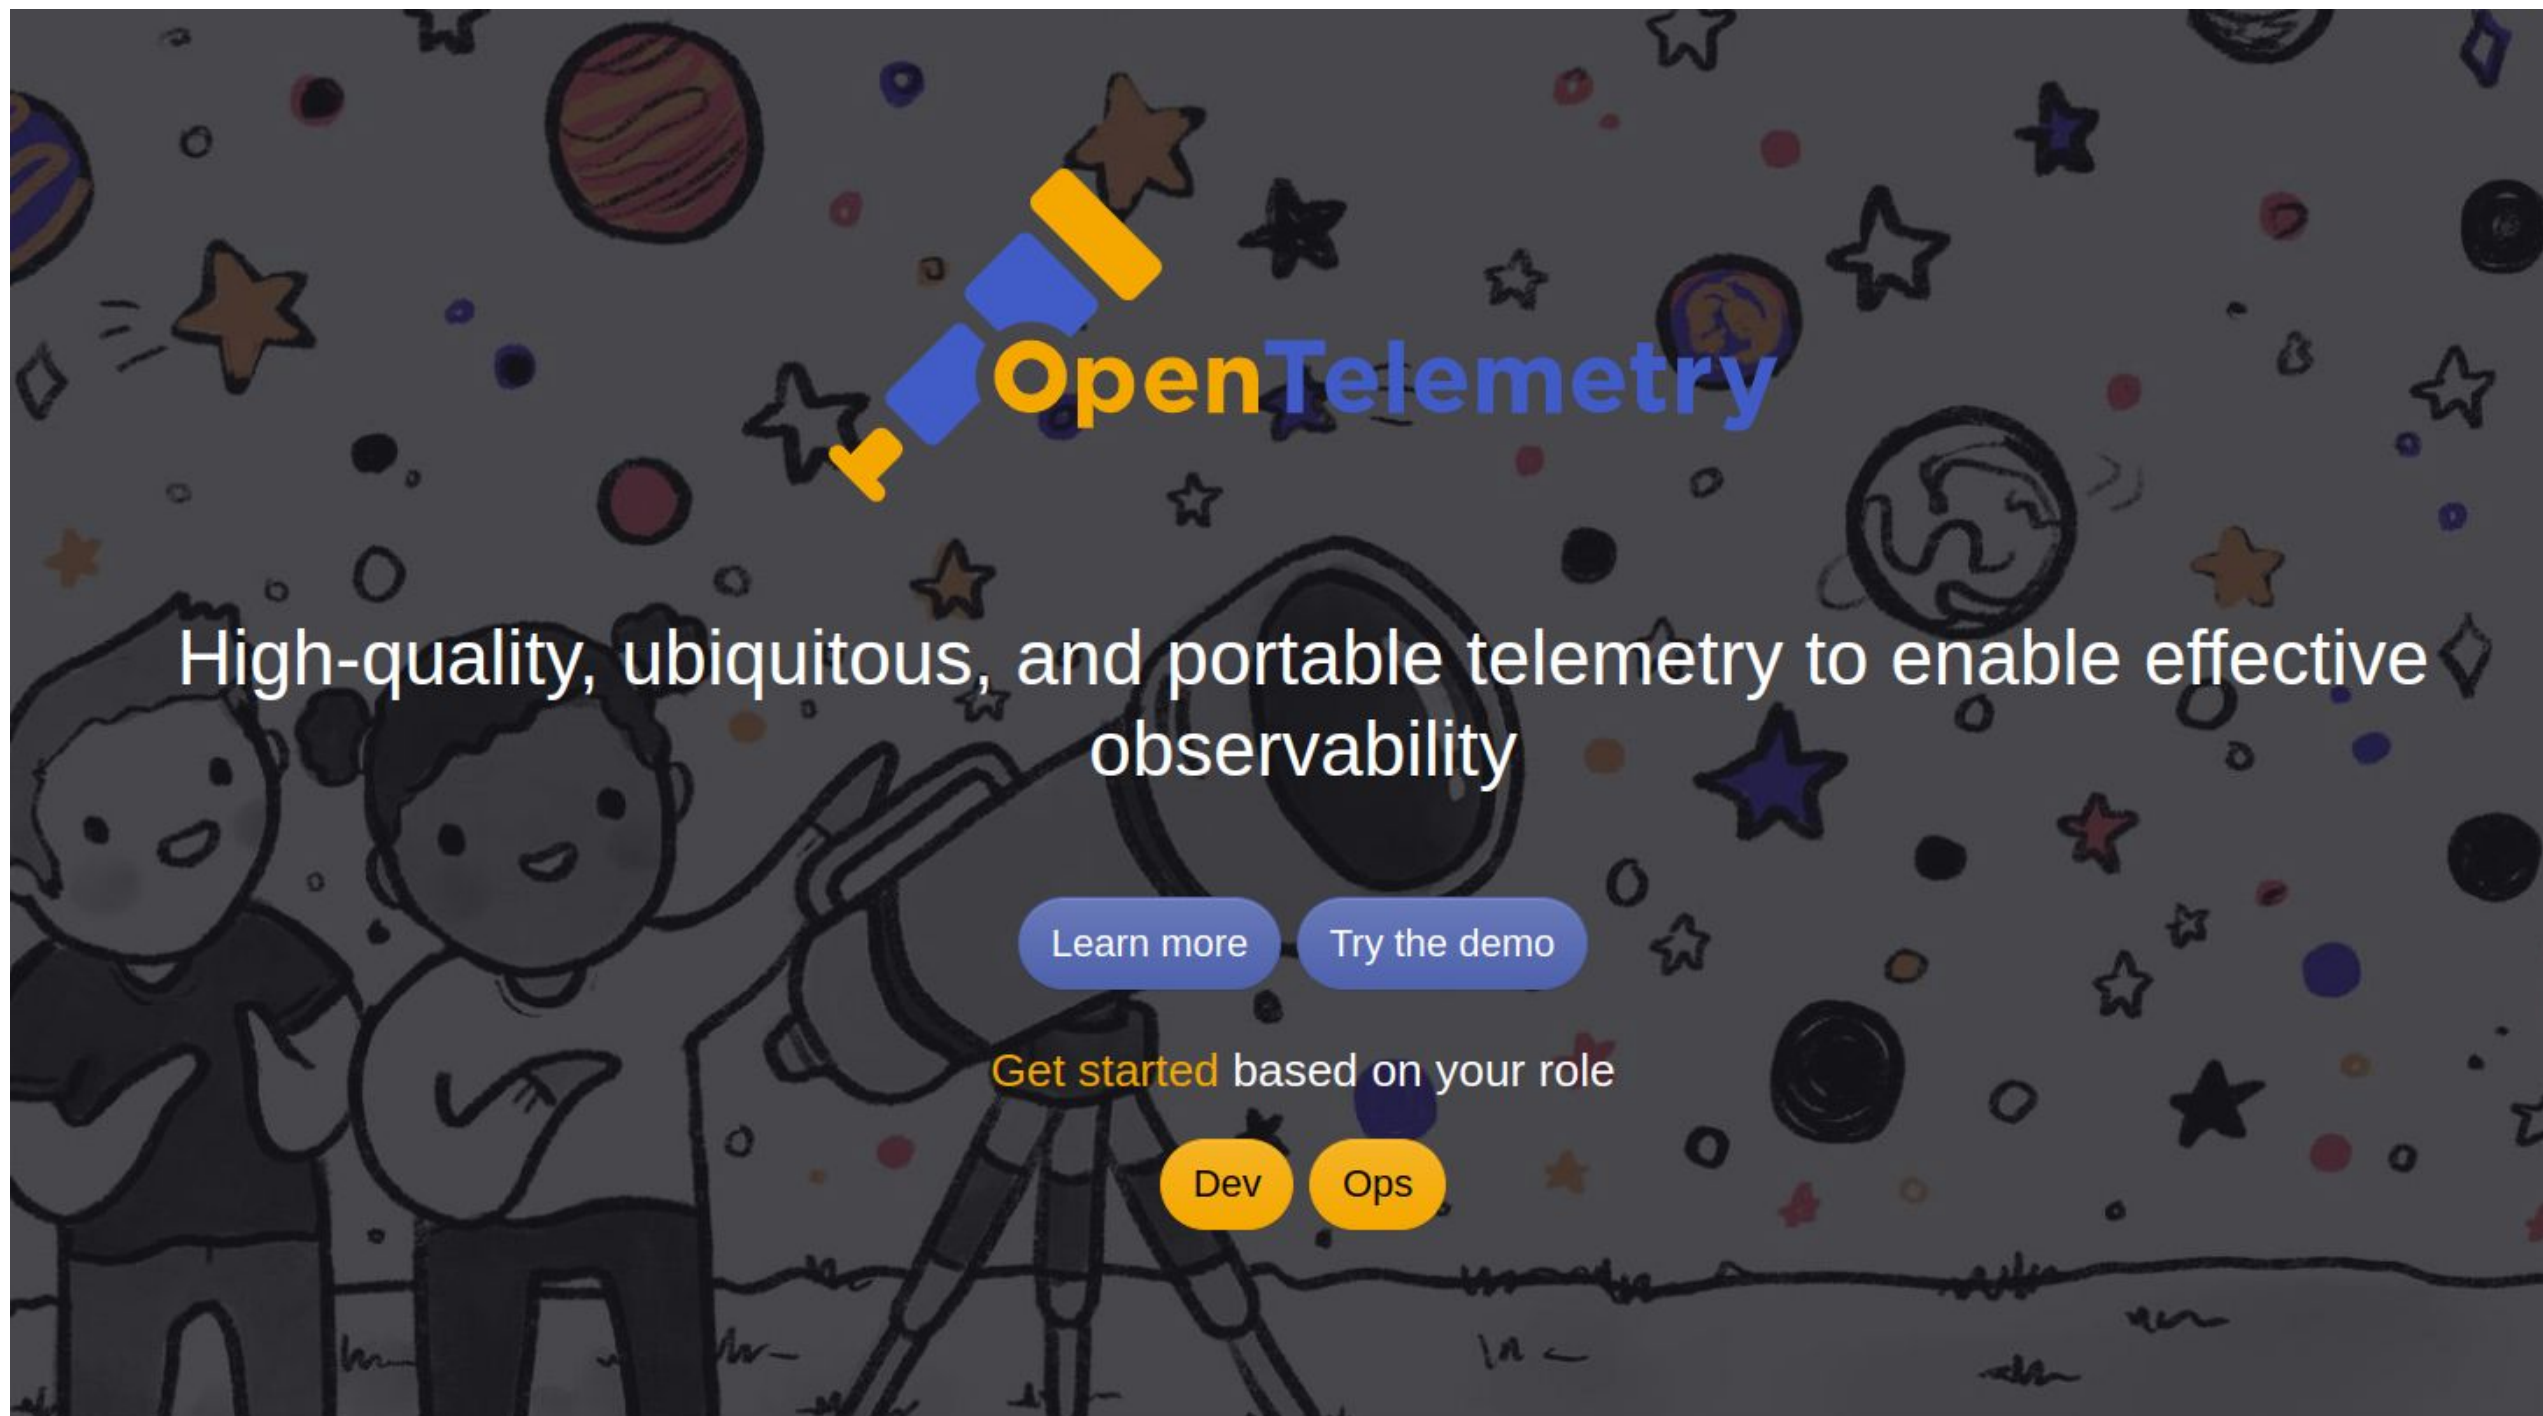 OpenTelemetry
High-quality, ubiquitous, and portable telemetry to enable effective
observability
Learn more Try the demo
Get started based on your role
Dev Ops